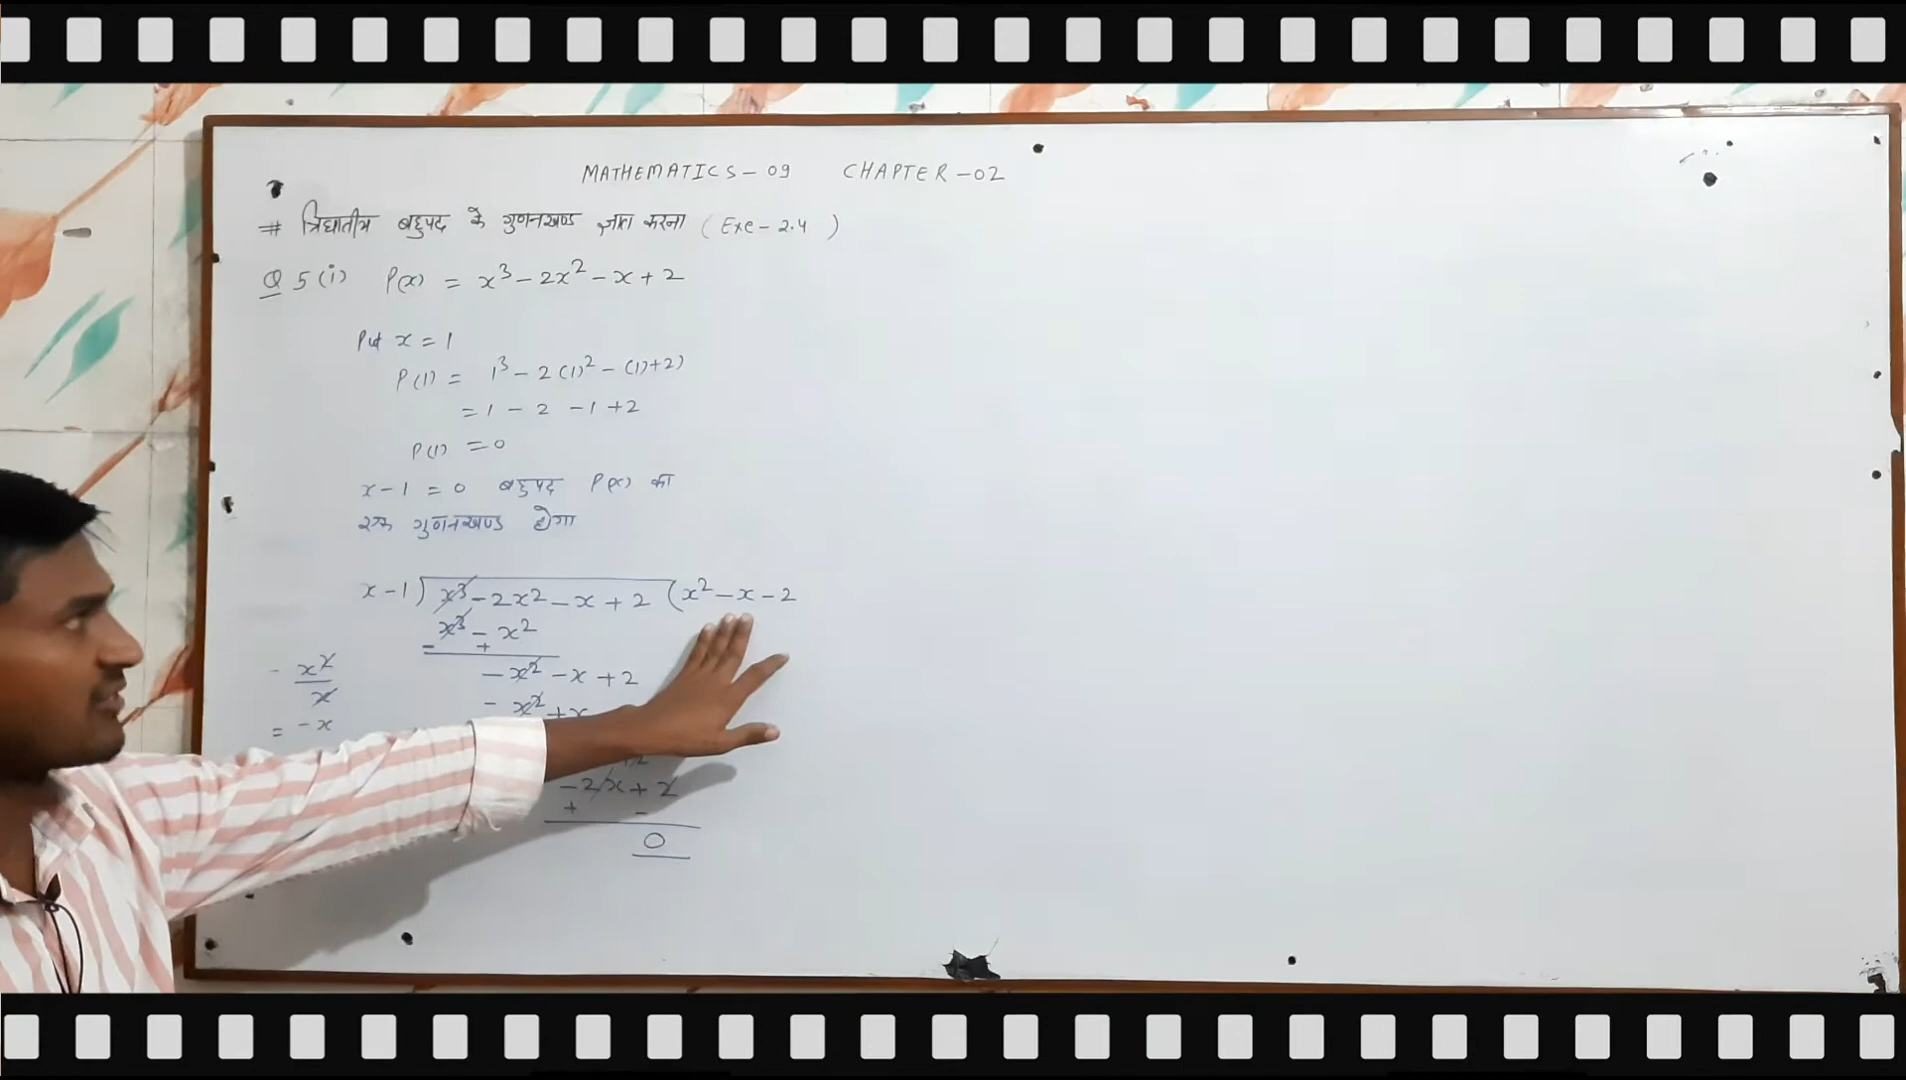 MATHEMATICS - 09 CHAPTER - 02
# त्रिघातीय बहुपद के गुणनखण्ड ज्ञात करना (Exe - 2.4 )
Q 5 (i) P(x) = x³ - 2x² - x + 2
Put x = 1
P(1) = 1³ - 2(1)² - (1)+2)
= 1 - 2 - 1 + 2
P(1) = 0
x - 1 = 0 बहुपद P(x) का
एक गुणनखण्ड होगा
x - 1 ) x³ - 2x² - x + 2 ( x² - x - 2
x³ - x²
- +
- x² - x + 2
- x² + x
- x²
x
= - x
+2
- 2x + 2
+ -
0